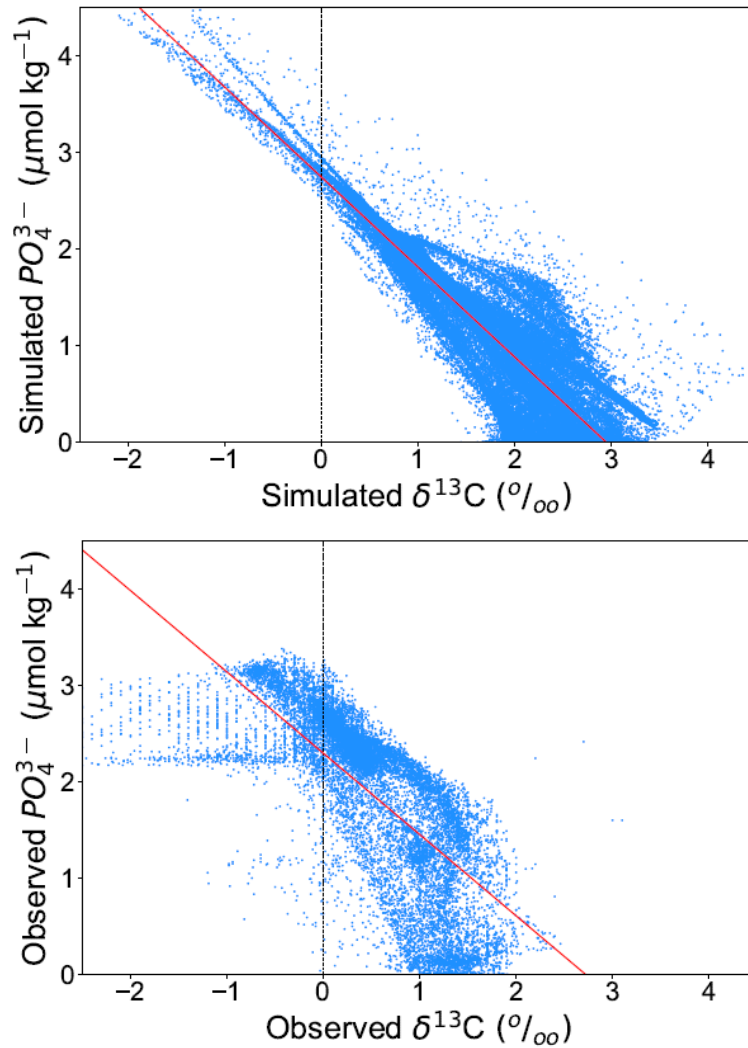 Simulated PO₄³⁻ (μmol kg⁻¹)
4
3
2
1
0
−2 −1 0 1 2 3 4
Simulated δ¹³C (º/ₒₒ)
Observed PO₄³⁻ (μmol kg⁻¹)
4
3
2
1
0
−2 −1 0 1 2 3 4
Observed δ¹³C (º/ₒₒ)